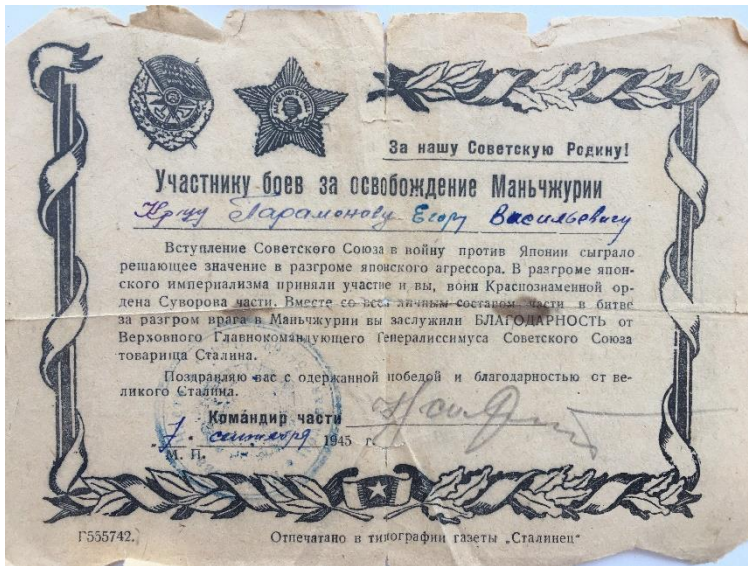 За нашу Советскую Родину!
Участнику боев за освобождение Маньчжурии
Парамонову Егору Васильевичу
Вступление Советского Союза в войну против Японии сыграло
решающее значение в разгроме японского агрессора. В разгроме япон-
ского империализма приняли участие и вы, воин Краснознаменной ор-
дена Суворова части. Вместе со всем личным составом части в битве
за разгром врага в Маньчжурии вы заслужили БЛАГОДАРНОСТЬ от
Верховного Главнокомандующего Генералиссимуса Советского Союза
товарища Сталина.
Поздравляю вас с одержанной победой и благодарностью от ве-
ликого Сталина.
Командир части
"7" сентября 1945 г.
М. П.
Г555742.
Отпечатано в типографии газеты „Сталинец"